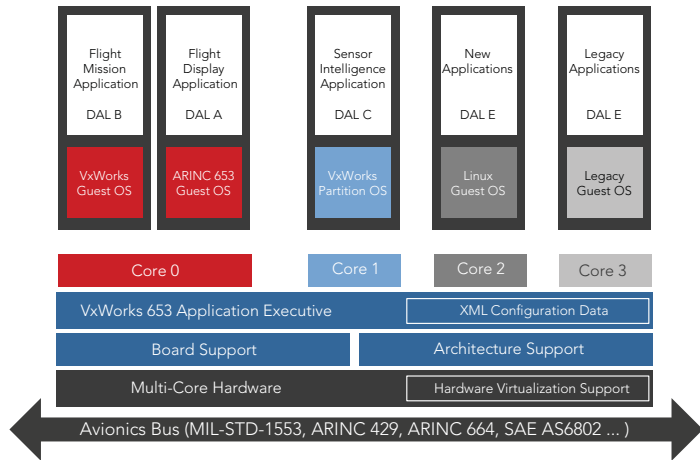 Flight
Mission
Application
DAL B
VxWorks
Guest OS
Flight
Display
Application
DAL A
ARINC 653
Guest OS
Sensor
Intelligence
Application
DAL C
VxWorks
Partition OS
New
Applications
DAL E
Linux
Guest OS
Legacy
Applications
DAL E
Legacy
Guest OS
Core 0
Core 1
Core 2
Core 3
VxWorks 653 Application Executive
XML Configuration Data
Board Support
Architecture Support
Multi-Core Hardware
Hardware Virtualization Support
Avionics Bus (MIL-STD-1553, ARINC 429, ARINC 664, SAE AS6802 ... )